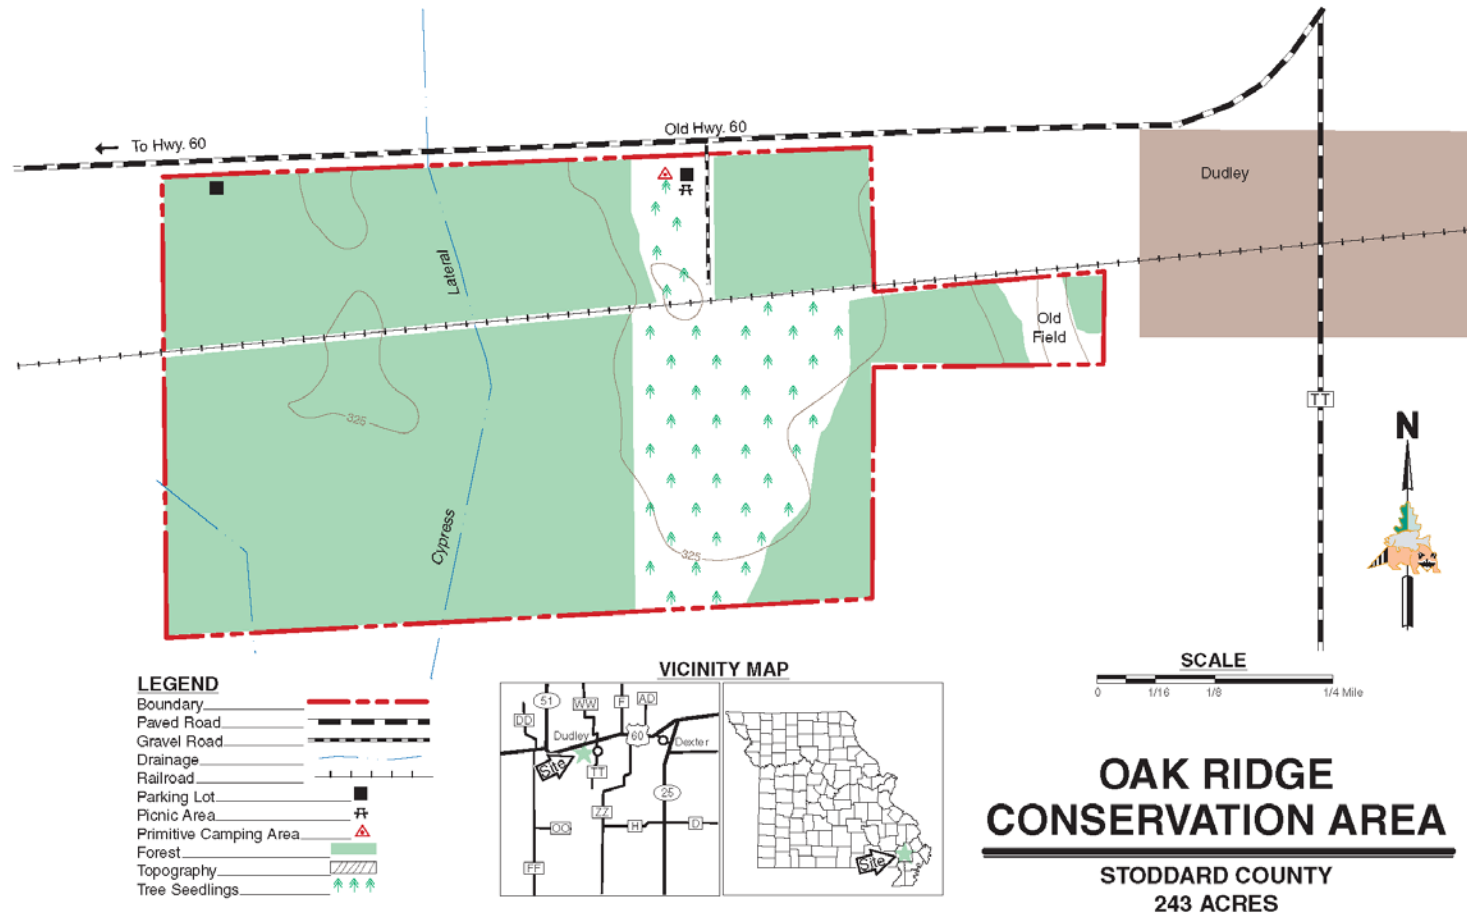 To Hwy. 60
Old Hwy. 60
Dudley
Lateral
Old
Field
TT
325
N
Cypress
325
LEGEND
Boundary
Paved Road
Gravel Road
Drainage
Railroad
Parking Lot
Picnic Area
Primitive Camping Area
Forest
Topography
Tree Seedlings
VICINITY MAP
51
WW
F
AD
DD
Dudley
60
Dexter
Site
TT
25
ZZ
OO
H
D
FF
Site
SCALE
0 1/16 1/8 1/4 Mile
OAK RIDGE
CONSERVATION AREA
STODDARD COUNTY
243 ACRES